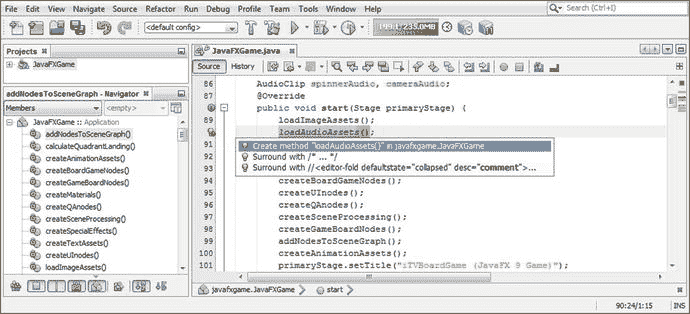 File Edit View Navigate Source Refactor Run Debug Profile Team Tools Window Help
Search (Ctrl+I)
<default config>
Projects
JavaFXGame
addNodesToSceneGraph - Navigator
Members
<empty>
JavaFXGame :: Application
addNodesToSceneGraph()
calculateQuadrantLanding()
createAnimationAssets()
createBoardGameNodes()
createGameBoardNodes()
createMaterials()
createQAnodes()
createSceneProcessing()
createSpecialEffects()
createTextAssets()
createUInodes()
loadImageAssets()
JavaFXGame.java
Source History
86 AudioClip spinnerAudio, cameraAudio;
87 @Override
public void start(Stage primaryStage) {
89 loadImageAssets();
loadAudioAssets();
91 Create method "loadAudioAssets()" in javafxgame.JavaFXGame
92 Surround with /* ... */
93 Surround with //<editor-fold defaultstate="collapsed" desc="comment">...
94 createBoardGameNodes();
95 createUInodes();
96 createQAnodes();
97 createSceneProcessing();
98 createGameBoardNodes();
99 addNodesToSceneGraph();
100 createAnimationAssets();
101 primaryStage.setTitle("iTVBoardGame (JavaFX 9 Game)");
javafxgame.JavaFXGame
start
90:24/1:15
INS